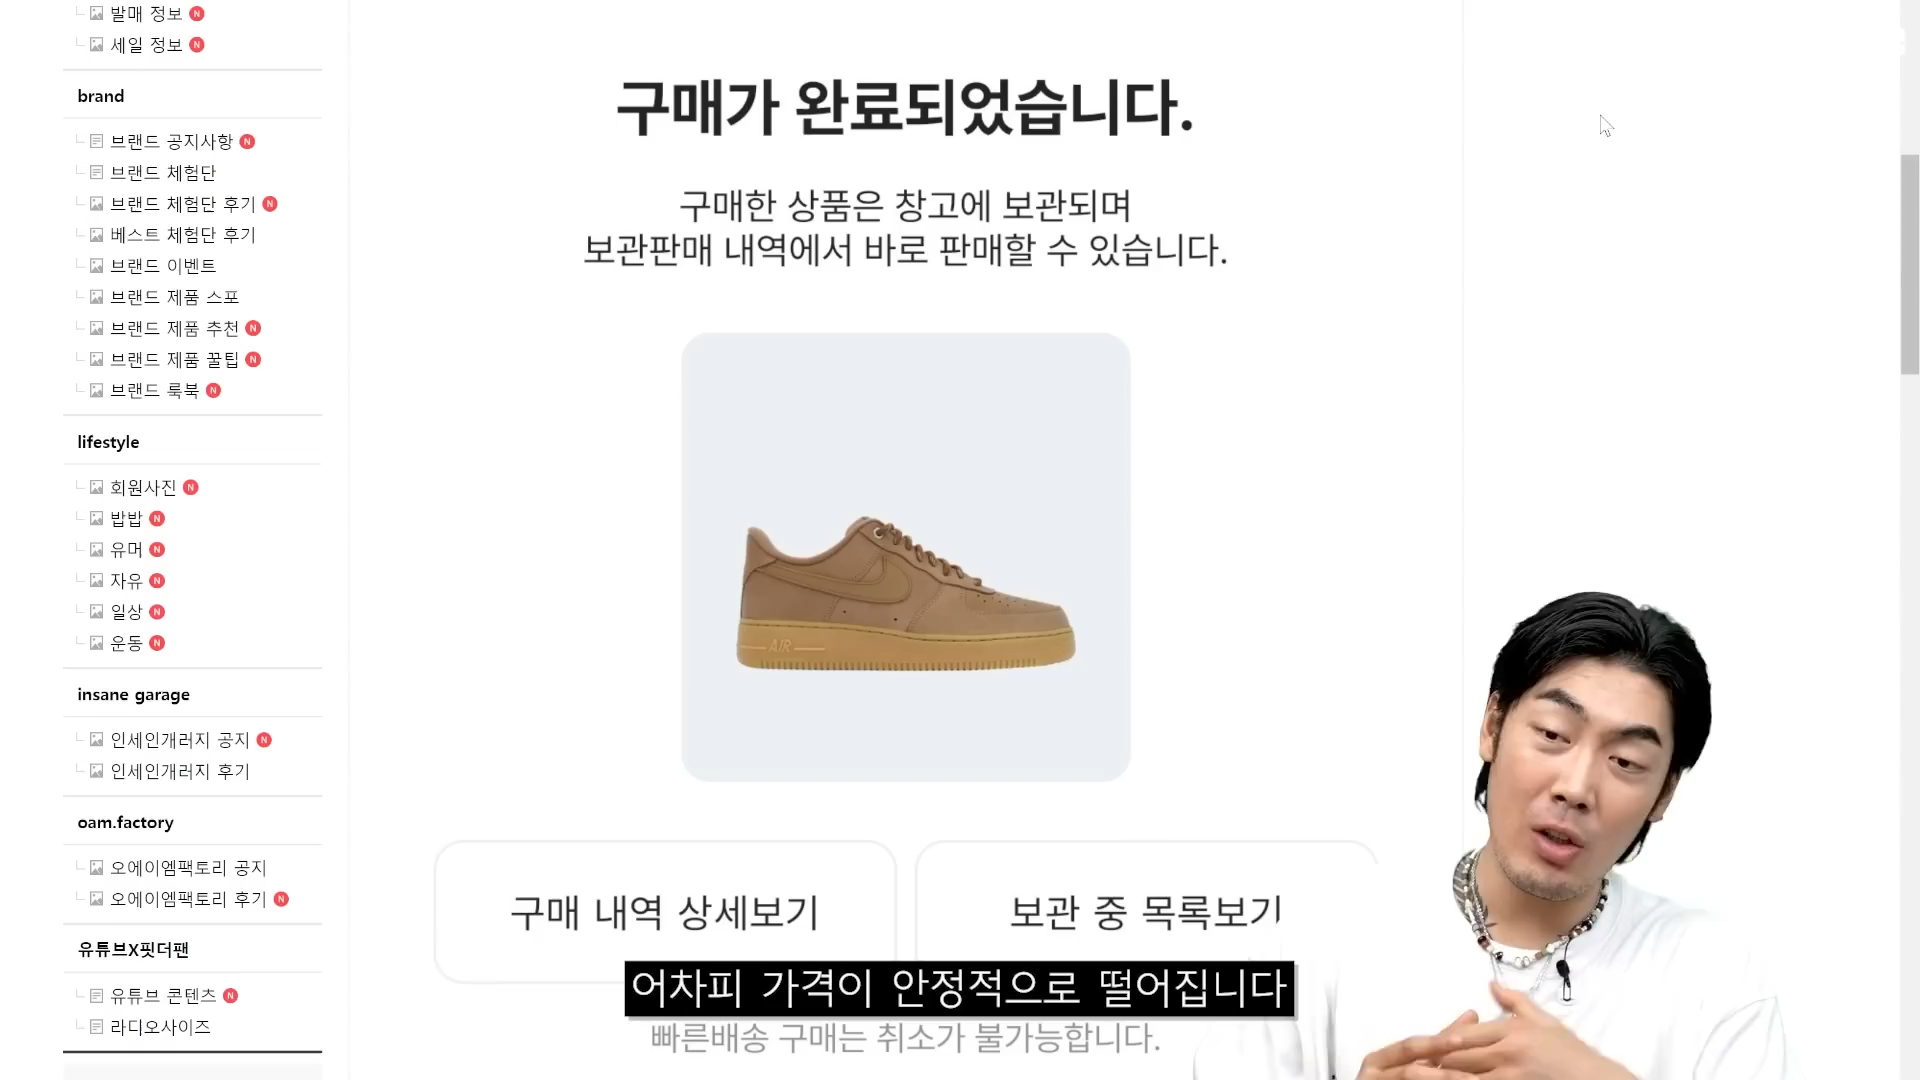 발매 정보 N
세일 정보 N
brand
브랜드 공지사항 N
브랜드 체험단
브랜드 체험단 후기 N
베스트 체험단 후기
브랜드 이벤트
브랜드 제품 스포
브랜드 제품 추천 N
브랜드 제품 꿀팁 N
브랜드 룩북 N
lifestyle
회원사진 N
밥밥 N
유머 N
자유 N
일상 N
운동 N
insane garage
인세인개러지 공지 N
인세인개러지 후기
oam.factory
오에이엠팩토리 공지
오에이엠팩토리 후기 N
유튜브X핏더팬
유튜브 콘텐츠 N
라디오사이즈
구매가 완료되었습니다.
구매한 상품은 창고에 보관되며
보관판매 내역에서 바로 판매할 수 있습니다.
AIR
구매 내역 상세보기
보관 중 목록보기
어차피 가격이 안정적으로 떨어집니다
빠른배송 구매는 취소가 불가능합니다.